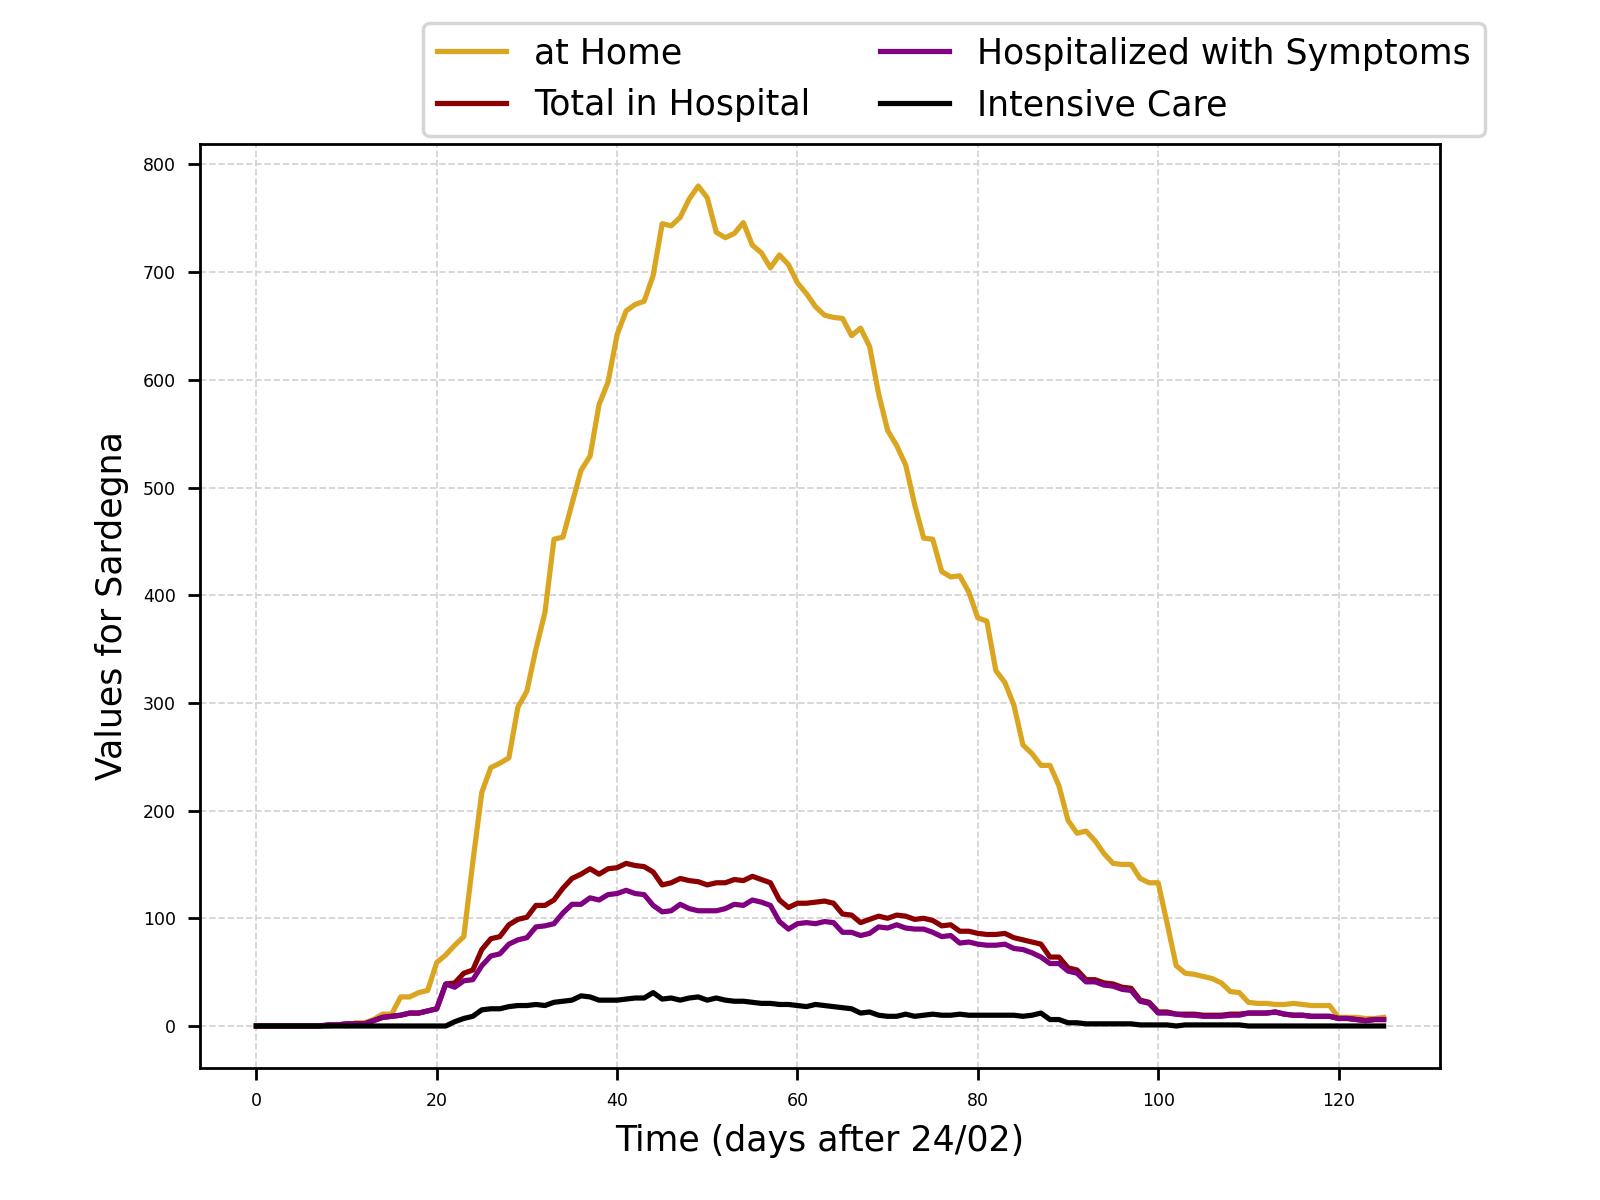 at Home
Total in Hospital
Hospitalized with Symptoms
Intensive Care
Values for Sardegna
800
700
600
500
400
300
200
100
0
0 20 40 60 80 100 120
Time (days after 24/02)